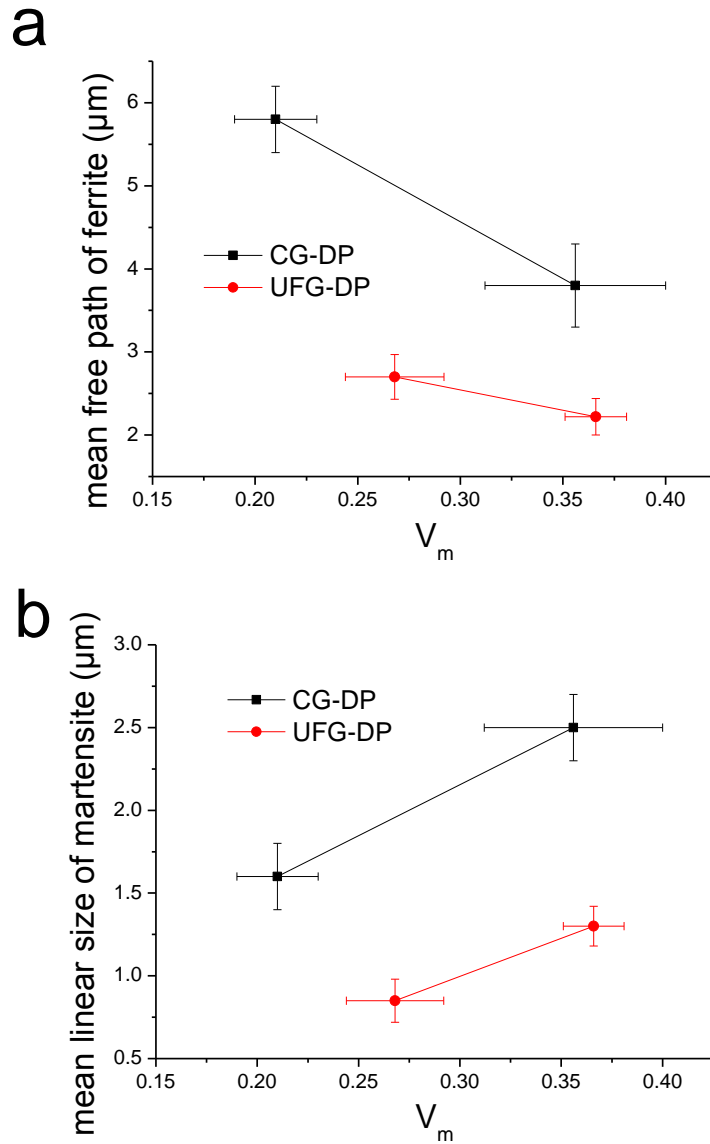 a
mean free path of ferrite (µm)
6
5
4
3
2
CG-DP
UFG-DP
0.15 0.20 0.25 0.30 0.35 0.40
Vm
b
mean linear size of martensite (µm)
3.0
2.5
2.0
1.5
1.0
0.5
CG-DP
UFG-DP
0.15 0.20 0.25 0.30 0.35 0.40
Vm